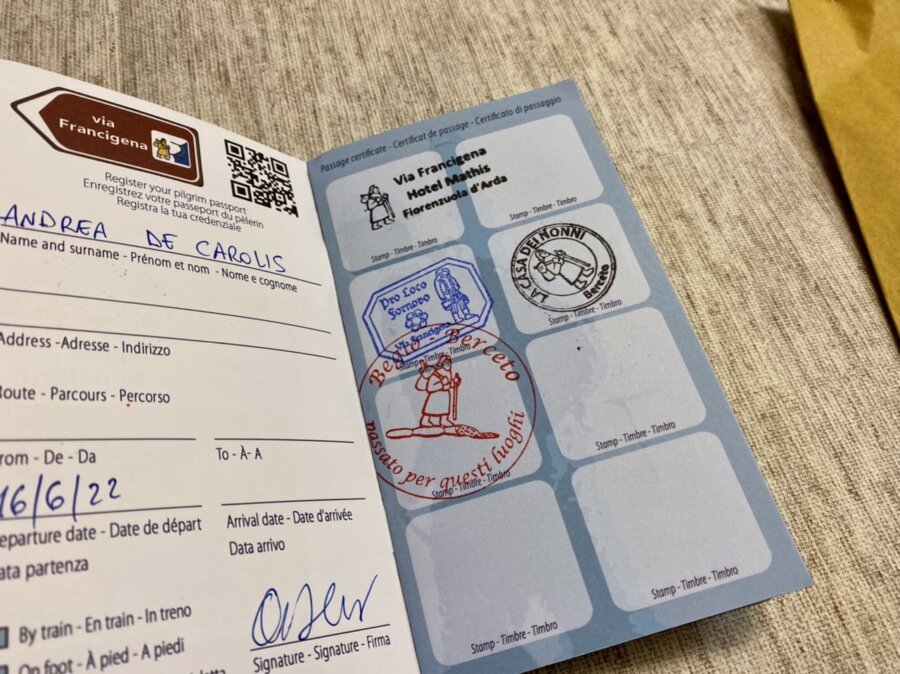 via
Francigena
Register your pilgrim passport
Enregistrez votre passeport du pèlerin
Registra la tua credenziale
ANDREA DE CAROLIS
Name and surname - Prénom et nom - Nome e cognome
Address - Adresse - Indirizzo
Route - Parcours - Percorso
From - De - Da
To - À - A
16/6/22
Departure date - Date de départ
Data partenza
Arrival date - Date d'arrivée
Data arrivo
By train - En train - In treno
On foot - À pied - A piedi
Signature - Signature - Firma
Passage certificate - Certificat de passage - Certificato di passaggio
Via Francigena
Hotel Mathis
Fiorenzuola d'Arda
Stamp - Timbre - Timbro
Stamp - Timbre - Timbro
Pro Loco
Fornovo
Via Francigena
Stamp - Timbre - Timbro
LA CASA DEI NONNI
Berceto
Stamp - Timbre - Timbro
Berceto
passato per questi luoghi
Stamp - Timbre - Timbro
Stamp - Timbre - Timbro
Stamp - Timbre - Timbro
Stamp - Timbre - Timbro